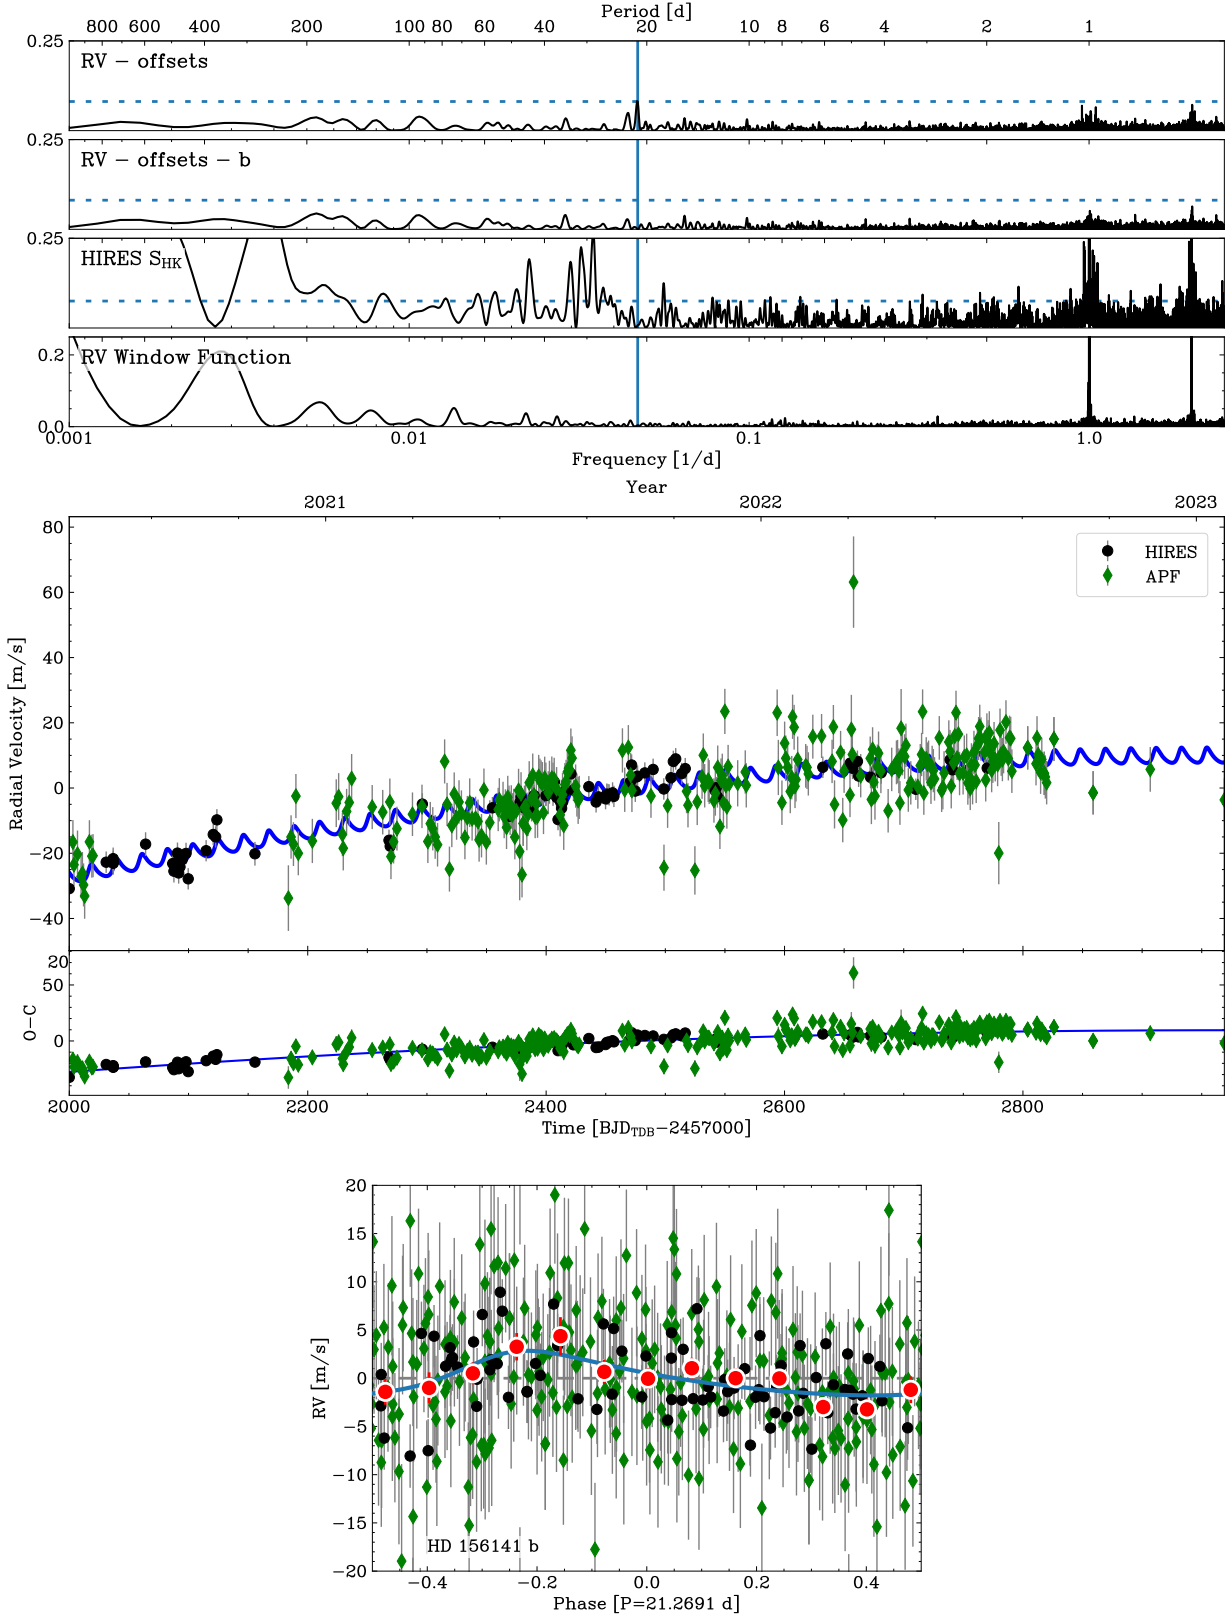 Period [d]
800 600 400 200 100 80 60 40 20 10 8 6 4 2 1
0.25
RV − offsets
0.25
RV − offsets − b
0.25
HIRES S_HK
0.2
RV Window Function
0.0
0.001 0.01 0.1 1.0
Frequency [1/d]
Year
2021 2022 2023
80
HIRES
APF
60
40
20
0
−20
−40
Radial Velocity [m/s]
20
50
0
O−C
2000 2200 2400 2600 2800
Time [BJD_TDB−2457000]
20
15
10
5
0
−5
−10
−15
−20
RV [m/s]
HD 156141 b
−0.4 −0.2 0.0 0.2 0.4
Phase [P=21.2691 d]